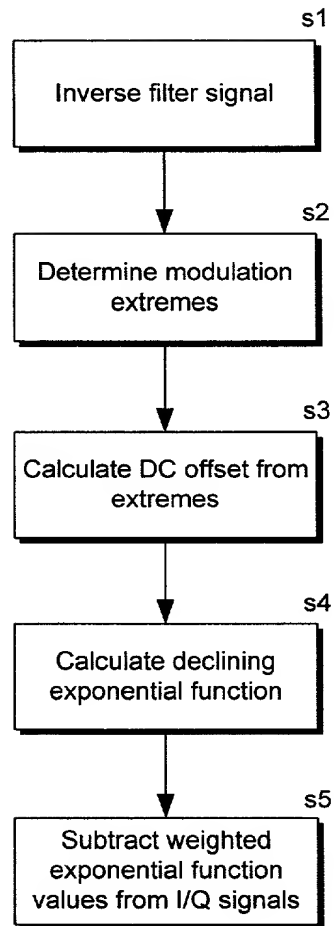 s1
Inverse filter signal
s2
Determine modulation
extremes
s3
Calculate DC offset from
extremes
s4
Calculate declining
exponential function
s5
Subtract weighted
exponential function
values from I/Q signals